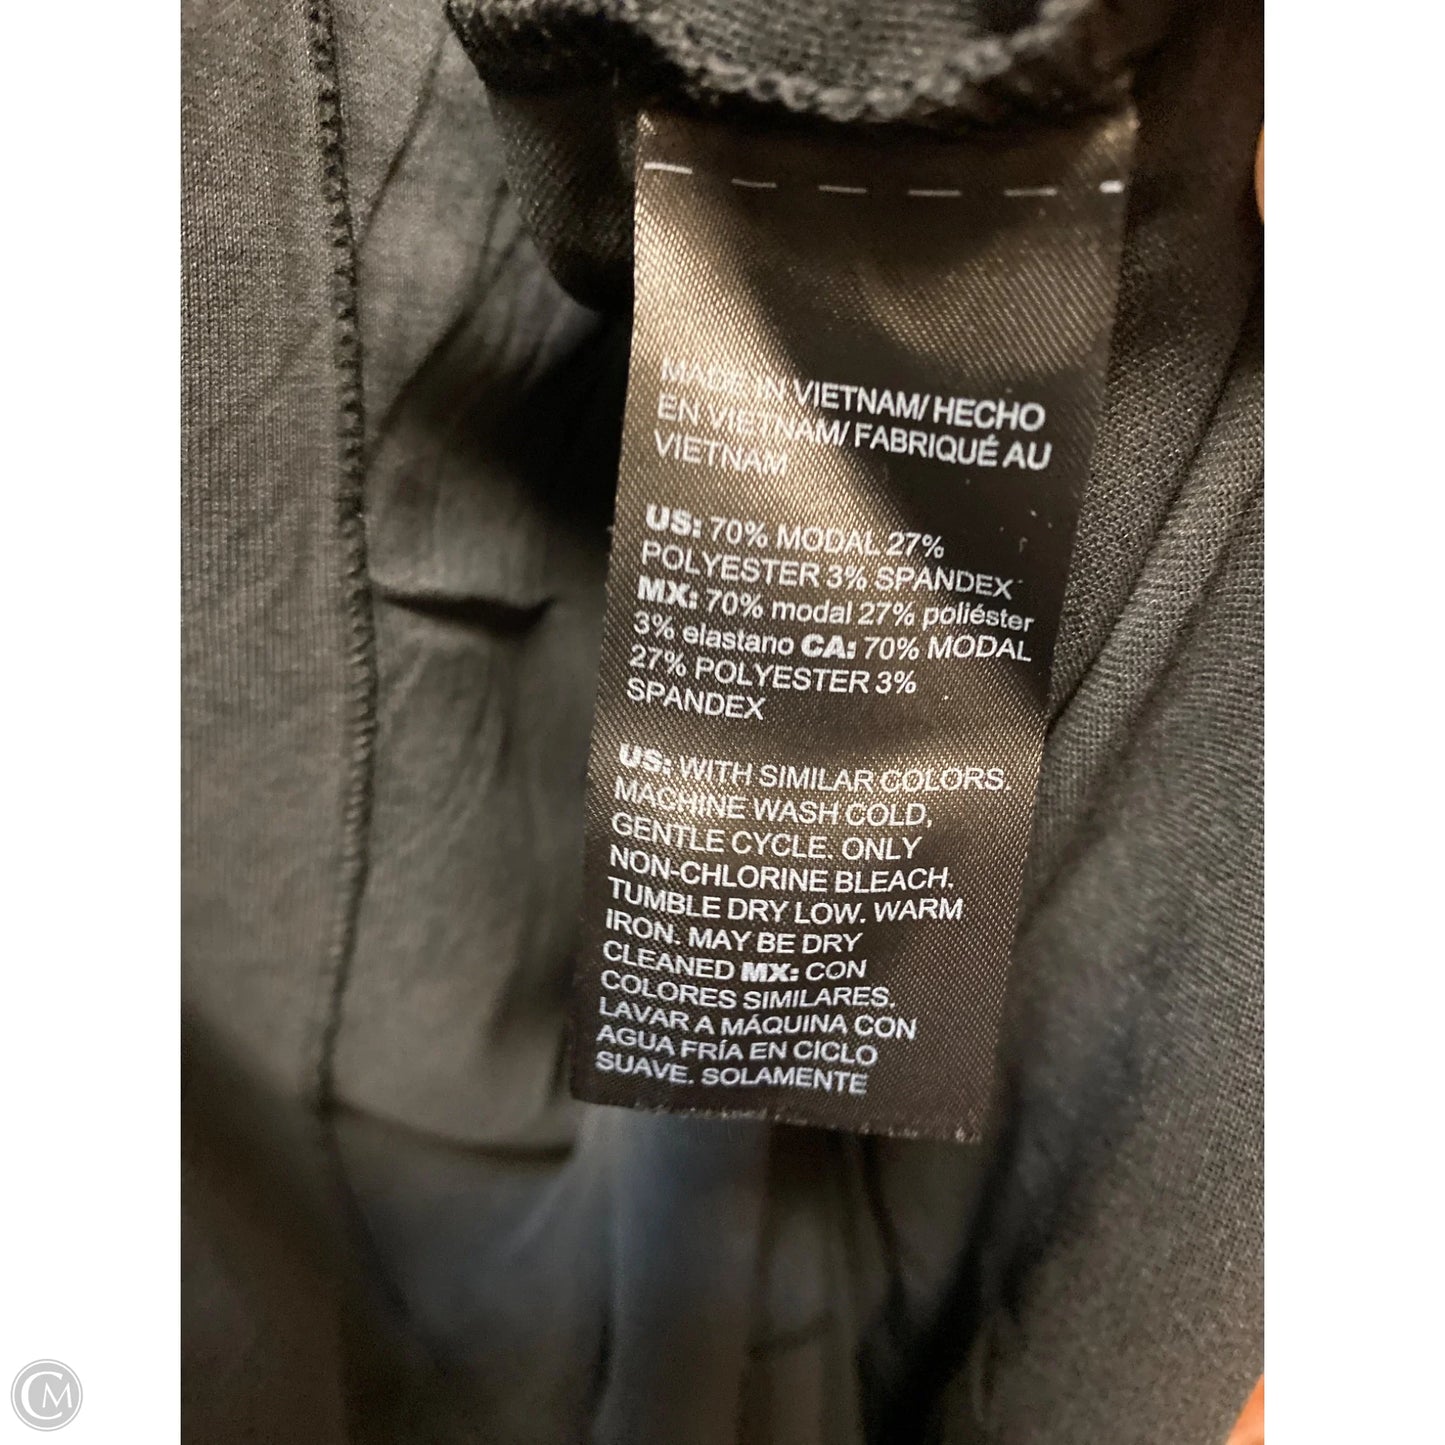 MADE IN VIETNAM/ HECHO
EN VIETNAM/ FABRIQUÉ AU
VIETNAM
US: 70% MODAL 27%
POLYESTER 3% SPANDEX
MX: 70% modal 27% poliéster
3% elastano CA: 70% MODAL
27% POLYESTER 3%
SPANDEX
US: WITH SIMILAR COLORS.
MACHINE WASH COLD,
GENTLE CYCLE. ONLY
NON-CHLORINE BLEACH.
TUMBLE DRY LOW. WARM
IRON. MAY BE DRY
CLEANED MX: CON
COLORES SIMILARES.
LAVAR A MÁQUINA CON
AGUA FRÍA EN CICLO
SUAVE. SOLAMENTE
CM